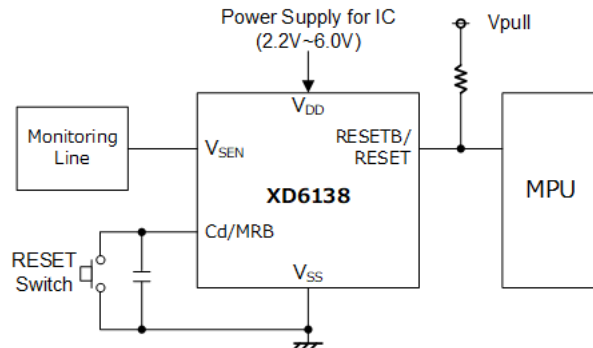 Power Supply for IC
(2.2V~6.0V)
Vpull
VDD
Monitoring
Line
VSEN
RESETB/
RESET
XD6138
MPU
Cd/MRB
RESET
Switch
VSS